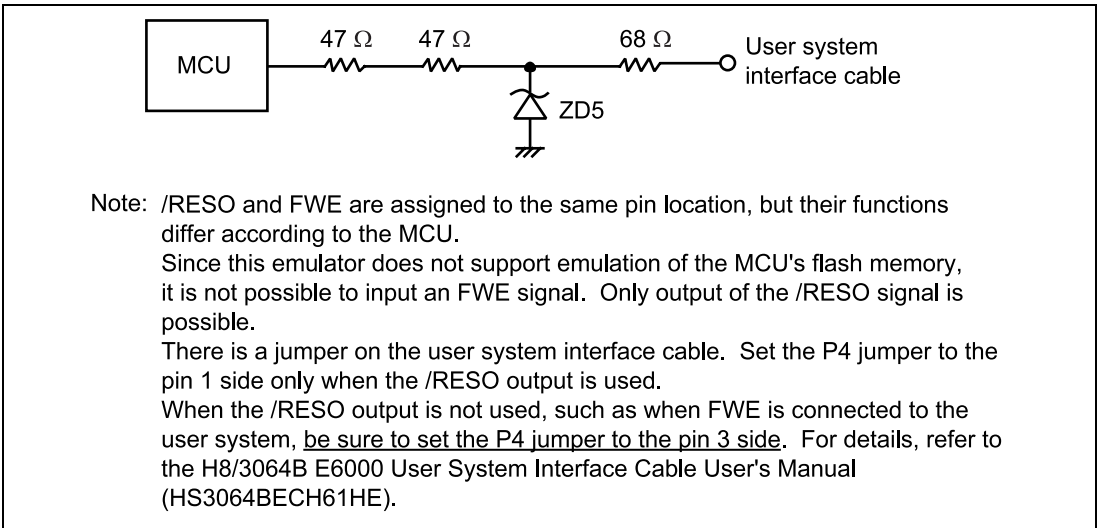 47 Ω 47 Ω 68 Ω
MCU
User system
interface cable
ZD5
Note: /RESO and FWE are assigned to the same pin location, but their functions
differ according to the MCU.
Since this emulator does not support emulation of the MCU's flash memory,
it is not possible to input an FWE signal. Only output of the /RESO signal is
possible.
There is a jumper on the user system interface cable. Set the P4 jumper to the
pin 1 side only when the /RESO output is used.
When the /RESO output is not used, such as when FWE is connected to the
user system, be sure to set the P4 jumper to the pin 3 side. For details, refer to
the H8/3064B E6000 User System Interface Cable User's Manual
(HS3064BECH61HE).